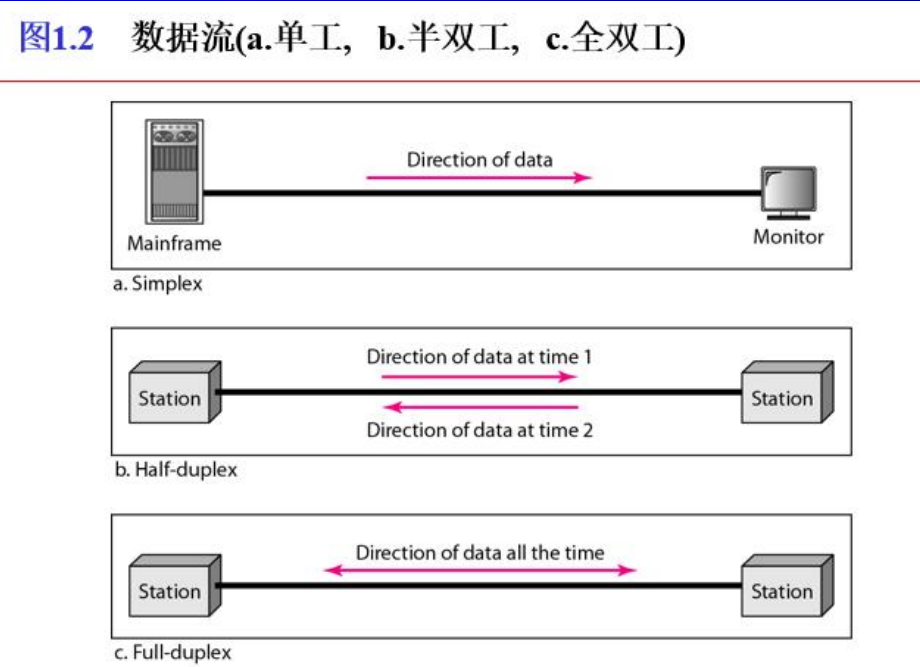 图1.2 数据流(a.单工, b.半双工, c.全双工)
Direction of data
Mainframe
Monitor
a. Simplex
Direction of data at time 1
Station
Station
Direction of data at time 2
b. Half-duplex
Direction of data all the time
Station
Station
c. Full-duplex